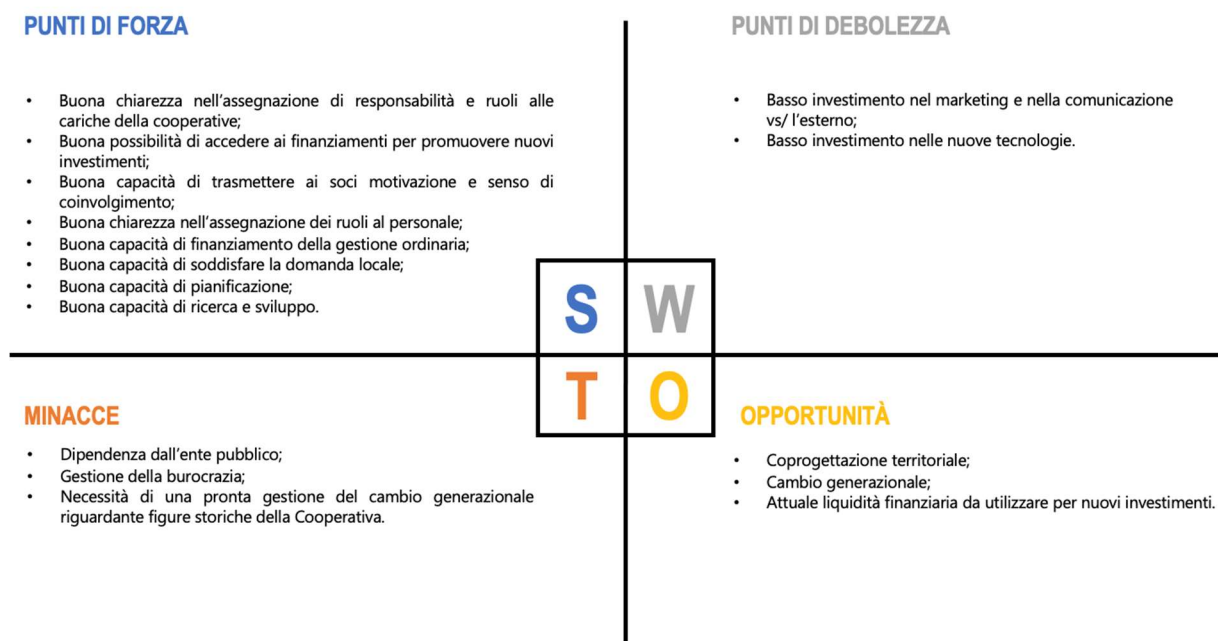 PUNTI DI FORZA
• Buona chiarezza nell'assegnazione di responsabilità e ruoli alle
cariche della cooperative;
• Buona possibilità di accedere ai finanziamenti per promuovere nuovi
investimenti;
• Buona capacità di trasmettere ai soci motivazione e senso di
coinvolgimento;
• Buona chiarezza nell'assegnazione dei ruoli al personale;
• Buona capacità di finanziamento della gestione ordinaria;
• Buona capacità di soddisfare la domanda locale;
• Buona capacità di pianificazione;
• Buona capacità di ricerca e sviluppo.
PUNTI DI DEBOLEZZA
• Basso investimento nel marketing e nella comunicazione
vs/ l'esterno;
• Basso investimento nelle nuove tecnologie.
S W
T O
MINACCE
• Dipendenza dall'ente pubblico;
• Gestione della burocrazia;
• Necessità di una pronta gestione del cambio generazionale
riguardante figure storiche della Cooperativa.
OPPORTUNITÀ
• Coprogettazione territoriale;
• Cambio generazionale;
• Attuale liquidità finanziaria da utilizzare per nuovi investimenti.